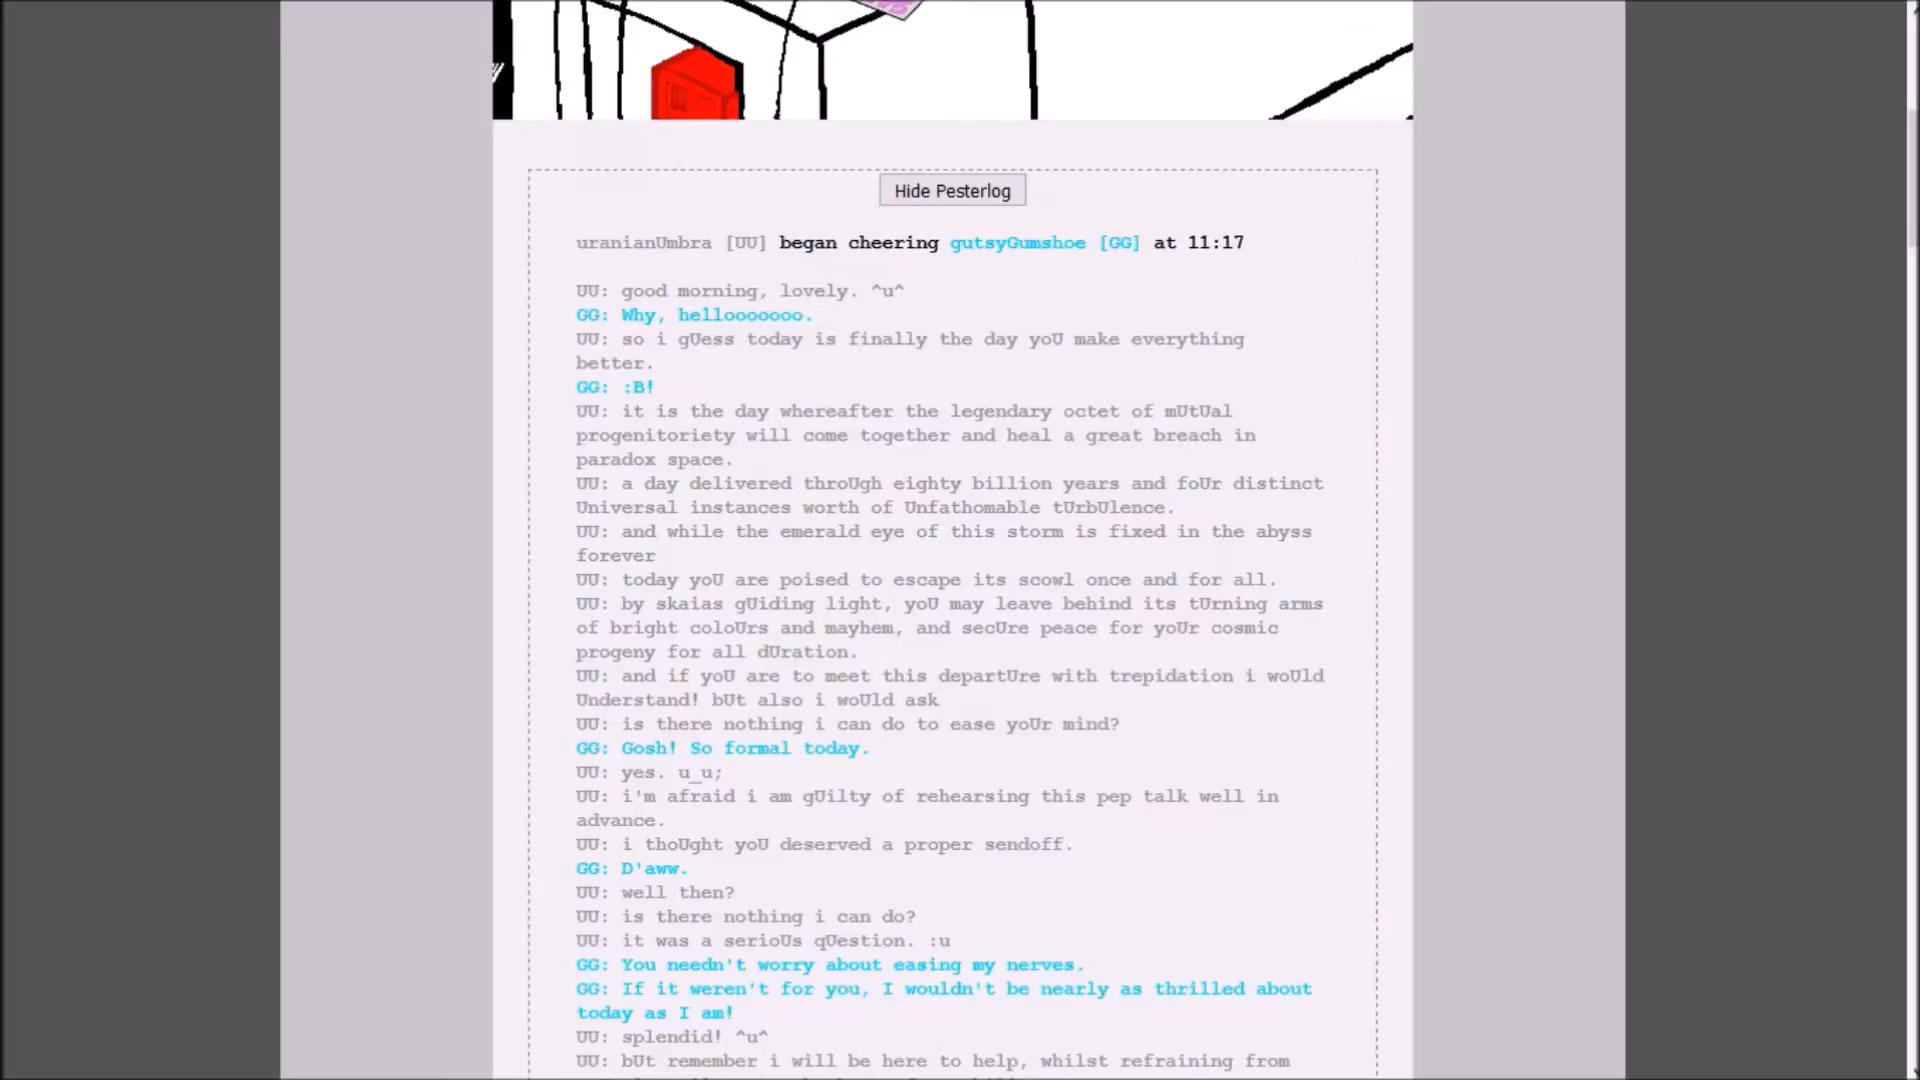 Hide Pesterlog
uranianUmbra [UU] began cheering gutsyGumshoe [GG] at 11:17
UU: good morning, lovely. ^u^
GG: Why, hellooooooo.
UU: so i gUess today is finally the day yoU make everything
better.
GG: :B!
UU: it is the day whereafter the legendary octet of mUtUal
progenitoriety will come together and heal a great breach in
paradox space.
UU: a day delivered throUgh eighty billion years and foUr distinct
Universal instances worth of Unfathomable tUrbUlence.
UU: and while the emerald eye of this storm is fixed in the abyss
forever
UU: today yoU are poised to escape its scowl once and for all.
UU: by skaias gUiding light, yoU may leave behind its tUrning arms
of bright coloUrs and mayhem, and secUre peace for yoUr cosmic
progeny for all dUration.
UU: and if yoU are to meet this departUre with trepidation i woUld
Understand! bUt also i woUld ask
UU: is there nothing i can do to ease yoUr mind?
GG: Gosh! So formal today.
UU: yes. u_u;
UU: i'm afraid i am gUilty of rehearsing this pep talk well in
advance.
UU: i thoUght yoU deserved a proper sendoff.
GG: D'aww.
UU: well then?
UU: is there nothing i can do?
UU: it was a serioUs qUestion. :u
GG: You needn't worry about easing my nerves.
GG: If it weren't for you, I wouldn't be nearly as thrilled about
today as I am!
UU: splendid! ^u^
UU: bUt remember i will be here to help, whilst refraining from